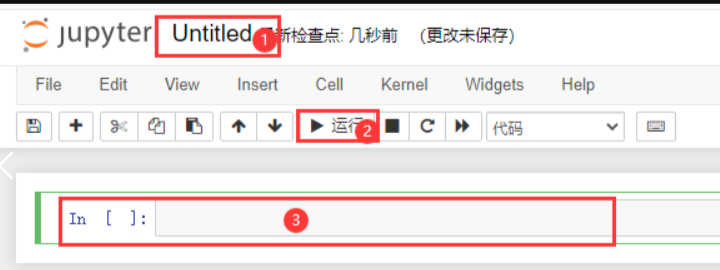 jupyter Untitled 1 新检查点: 几秒前 (更改未保存)
File Edit View Insert Cell Kernel Widgets Help
运行 2 代码
In [ ]: 3